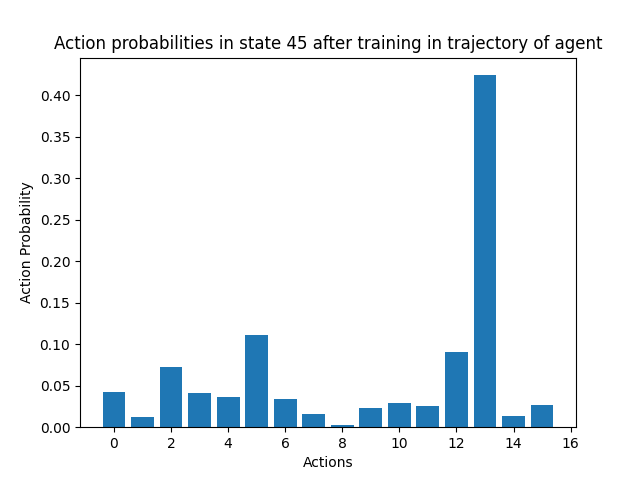 Action probabilities in state 45 after training in trajectory of agent
0.40
0.35
0.30
0.25
0.20
0.15
0.10
0.05
0.00
Action Probability
0 2 4 6 8 10 12 14 16
Actions